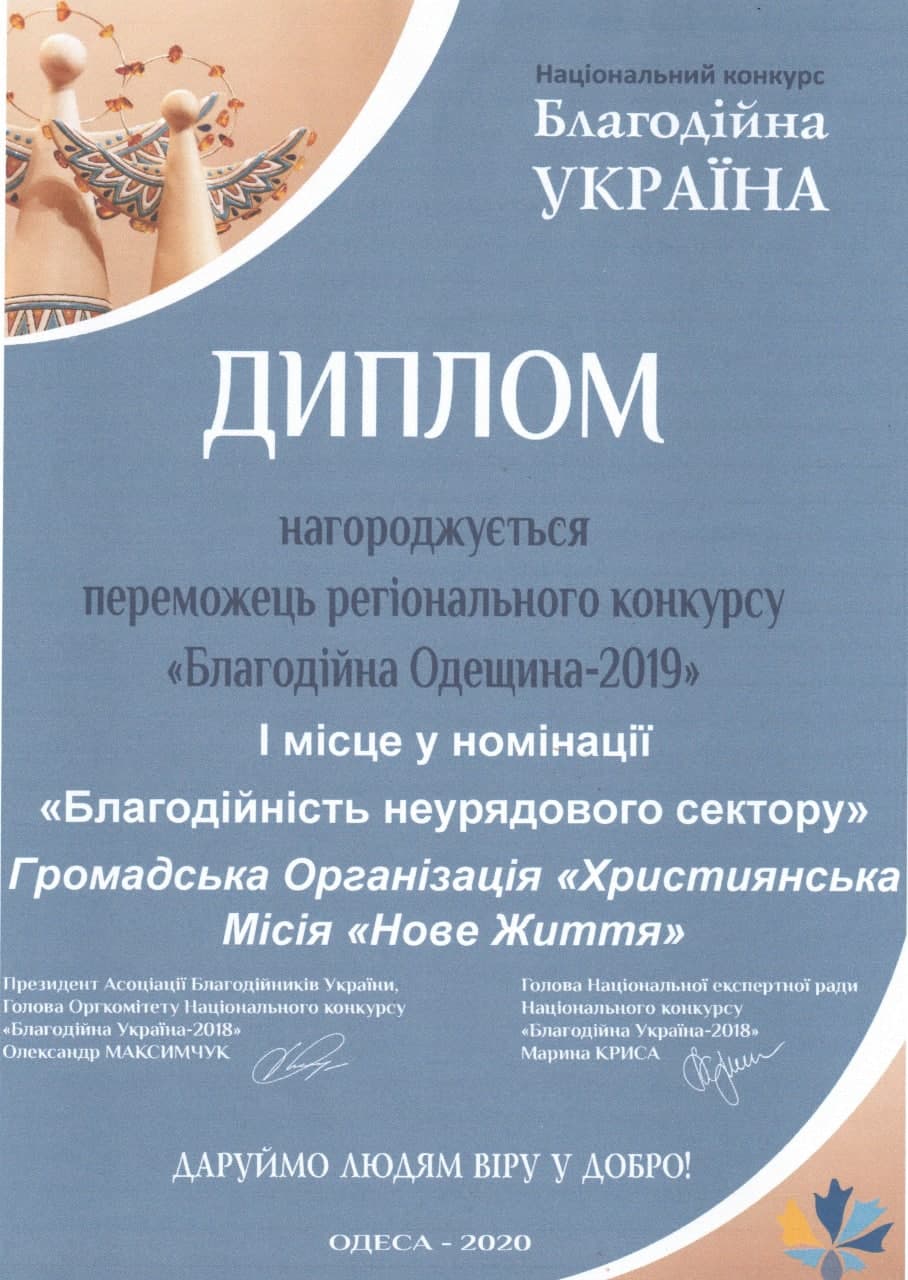 Національний конкурс
Благодійна
УКРАЇНА
ДИПЛОМ
нагороджується
переможець регіонального конкурсу
«Благодійна Одещина-2019»
І місце у номінації
«Благодійність неурядового сектору»
Громадська Організація «Християнська
Місія «Нове Життя»
Президент Асоціації Благодійників України,
Голова Оргкомітету Національного конкурсу
«Благодійна Україна-2018»
Олександр МАКСИМЧУК
Голова Національної експертної ради
Національного конкурсу
«Благодійна Україна-2018»
Марина КРИСА
ДАРУЙМО ЛЮДЯМ ВІРУ У ДОБРО!
ОДЕСА - 2020